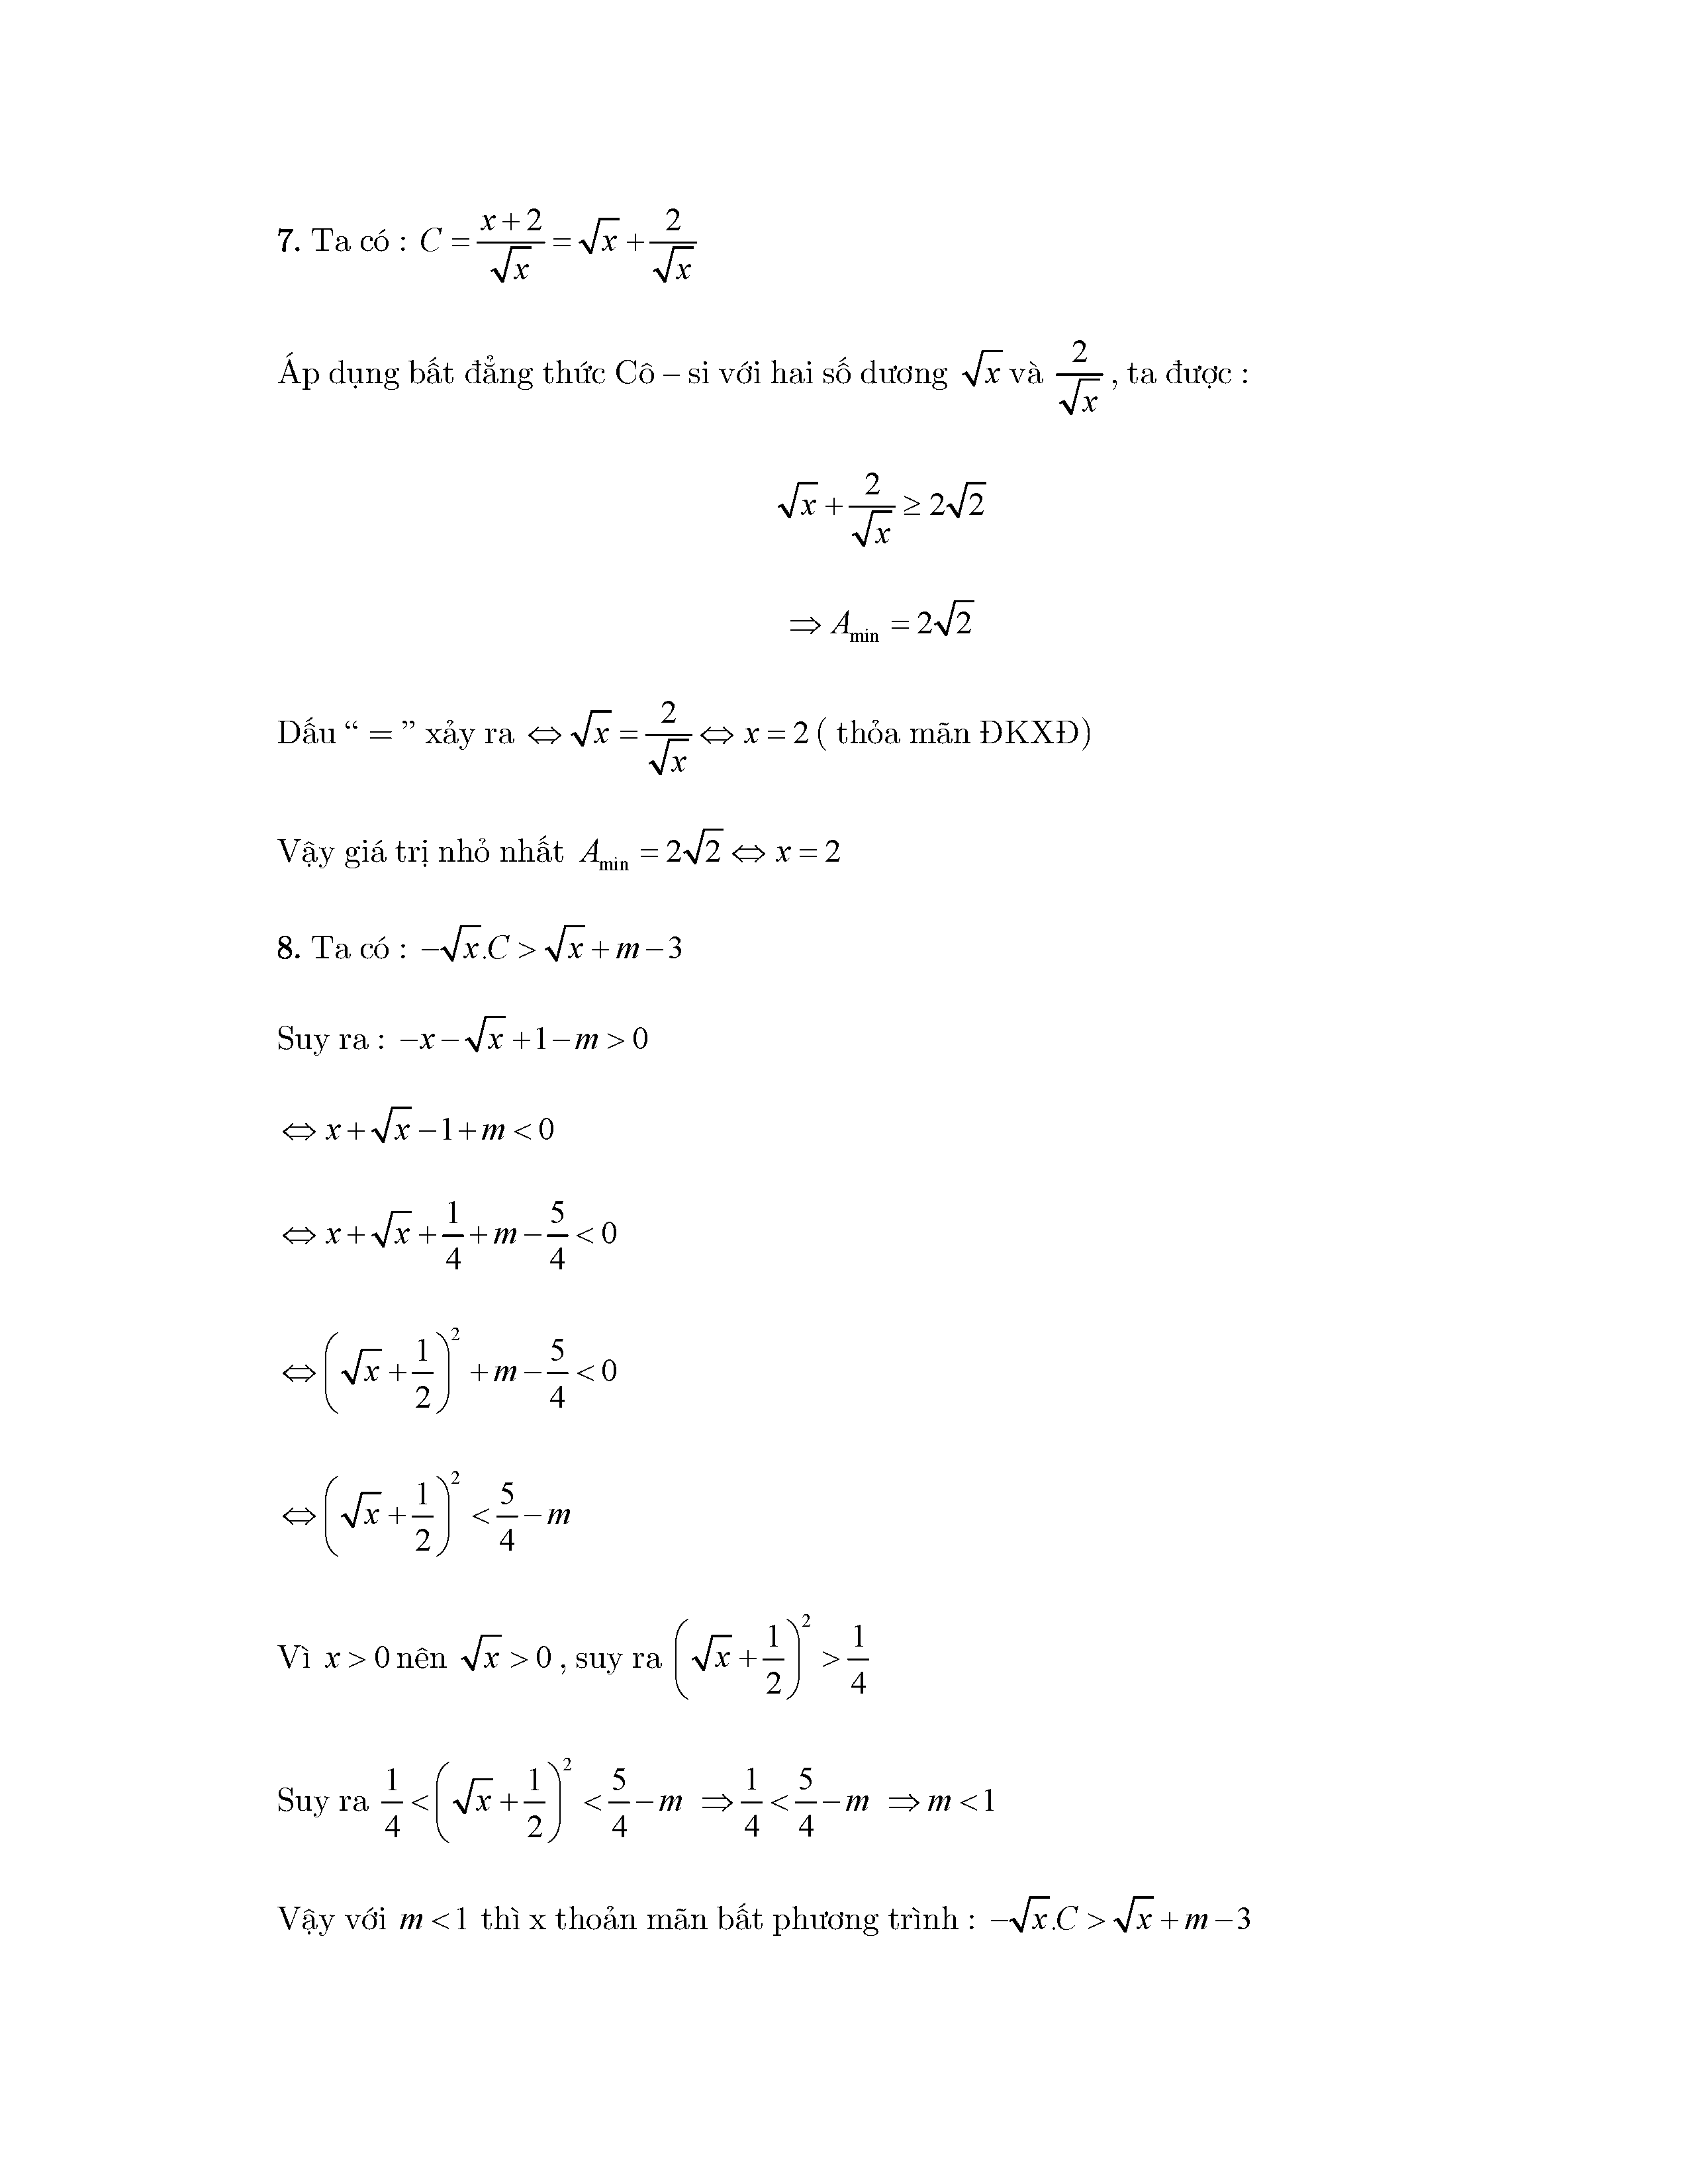 7. Ta có : $C = \frac{x+2}{\sqrt{x}} = \sqrt{x} + \frac{2}{\sqrt{x}}$
Áp dụng bất đẳng thức Cô – si với hai số dương $\sqrt{x}$ và $\frac{2}{\sqrt{x}}$, ta được :
$\sqrt{x} + \frac{2}{\sqrt{x}} \geq 2\sqrt{2}$
$\Rightarrow A_{\min} = 2\sqrt{2}$
Dấu “ = ” xảy ra $\Leftrightarrow \sqrt{x} = \frac{2}{\sqrt{x}} \Leftrightarrow x = 2$ ( thỏa mãn ĐKXĐ)
Vậy giá trị nhỏ nhất $A_{\min} = 2\sqrt{2} \Leftrightarrow x = 2$
8. Ta có : $-\sqrt{x}.C > \sqrt{x} + m - 3$
Suy ra : $-x - \sqrt{x} + 1 - m > 0$
$\Leftrightarrow x + \sqrt{x} - 1 + m < 0$
$\Leftrightarrow x + \sqrt{x} + \frac{1}{4} + m - \frac{5}{4} < 0$
$\Leftrightarrow \left(\sqrt{x} + \frac{1}{2}\right)^2 + m - \frac{5}{4} < 0$
$\Leftrightarrow \left(\sqrt{x} + \frac{1}{2}\right)^2 < \frac{5}{4} - m$
Vì $x > 0$ nên $\sqrt{x} > 0$ , suy ra $\left(\sqrt{x} + \frac{1}{2}\right)^2 > \frac{1}{4}$
Suy ra $\frac{1}{4} < \left(\sqrt{x} + \frac{1}{2}\right)^2 < \frac{5}{4} - m \Rightarrow \frac{1}{4} < \frac{5}{4} - m \Rightarrow m < 1$
Vậy với $m < 1$ thì x thoản mãn bất phương trình : $-\sqrt{x}.C > \sqrt{x} + m - 3$